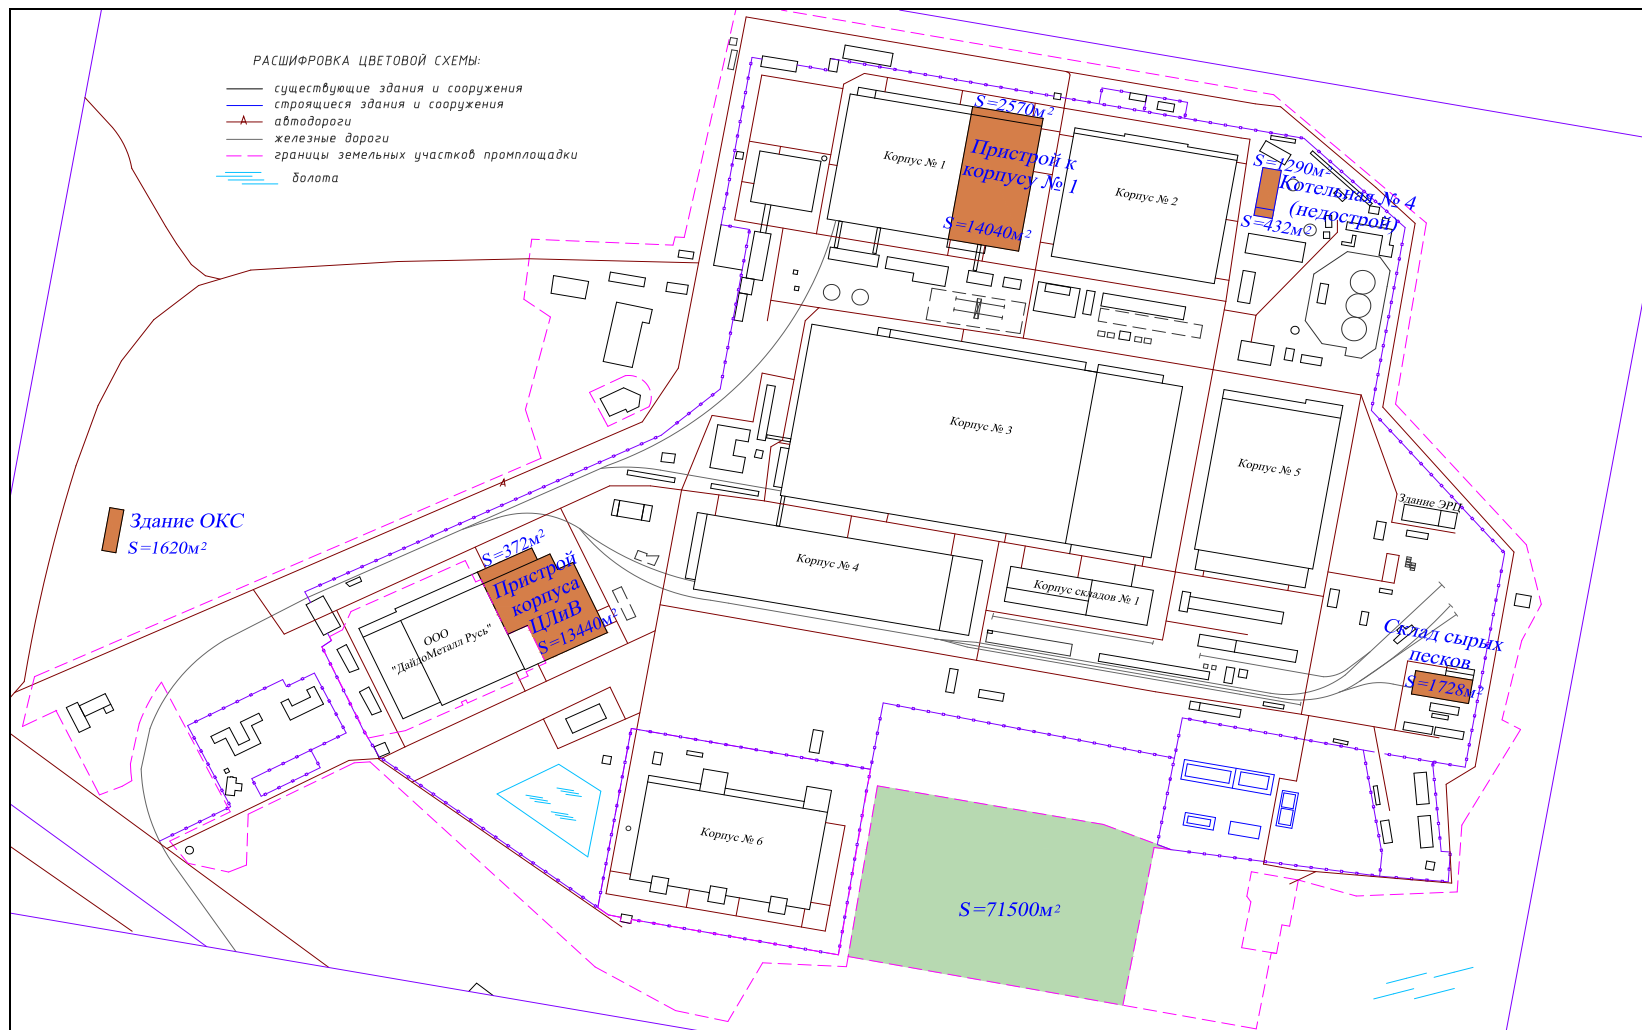 РАСШИФРОВКА ЦВЕТОВОЙ СХЕМЫ:
существующие здания и сооружения
строящиеся здания и сооружения
А
автодороги
железные дороги
границы земельных участков промплощадки
болота
S=2570м²
Корпус № 1
Пристрой к
корпусу № 1
S=14040м²
Корпус № 2
S=1290м²
Котельная № 4
(недострой)
S=432м²
Корпус № 3
Корпус № 5
Здание ЭРЦ
А
Здание ОКС
S=1620м²
S=372м²
Пристрой
корпуса
ЦЛиВ
S=13440м²
ООО
"ДайдоМеталл Русь"
Корпус № 4
Корпус складов № 1
Склад сырых
песков
S=1728м²
Корпус № 6
S=71500м²